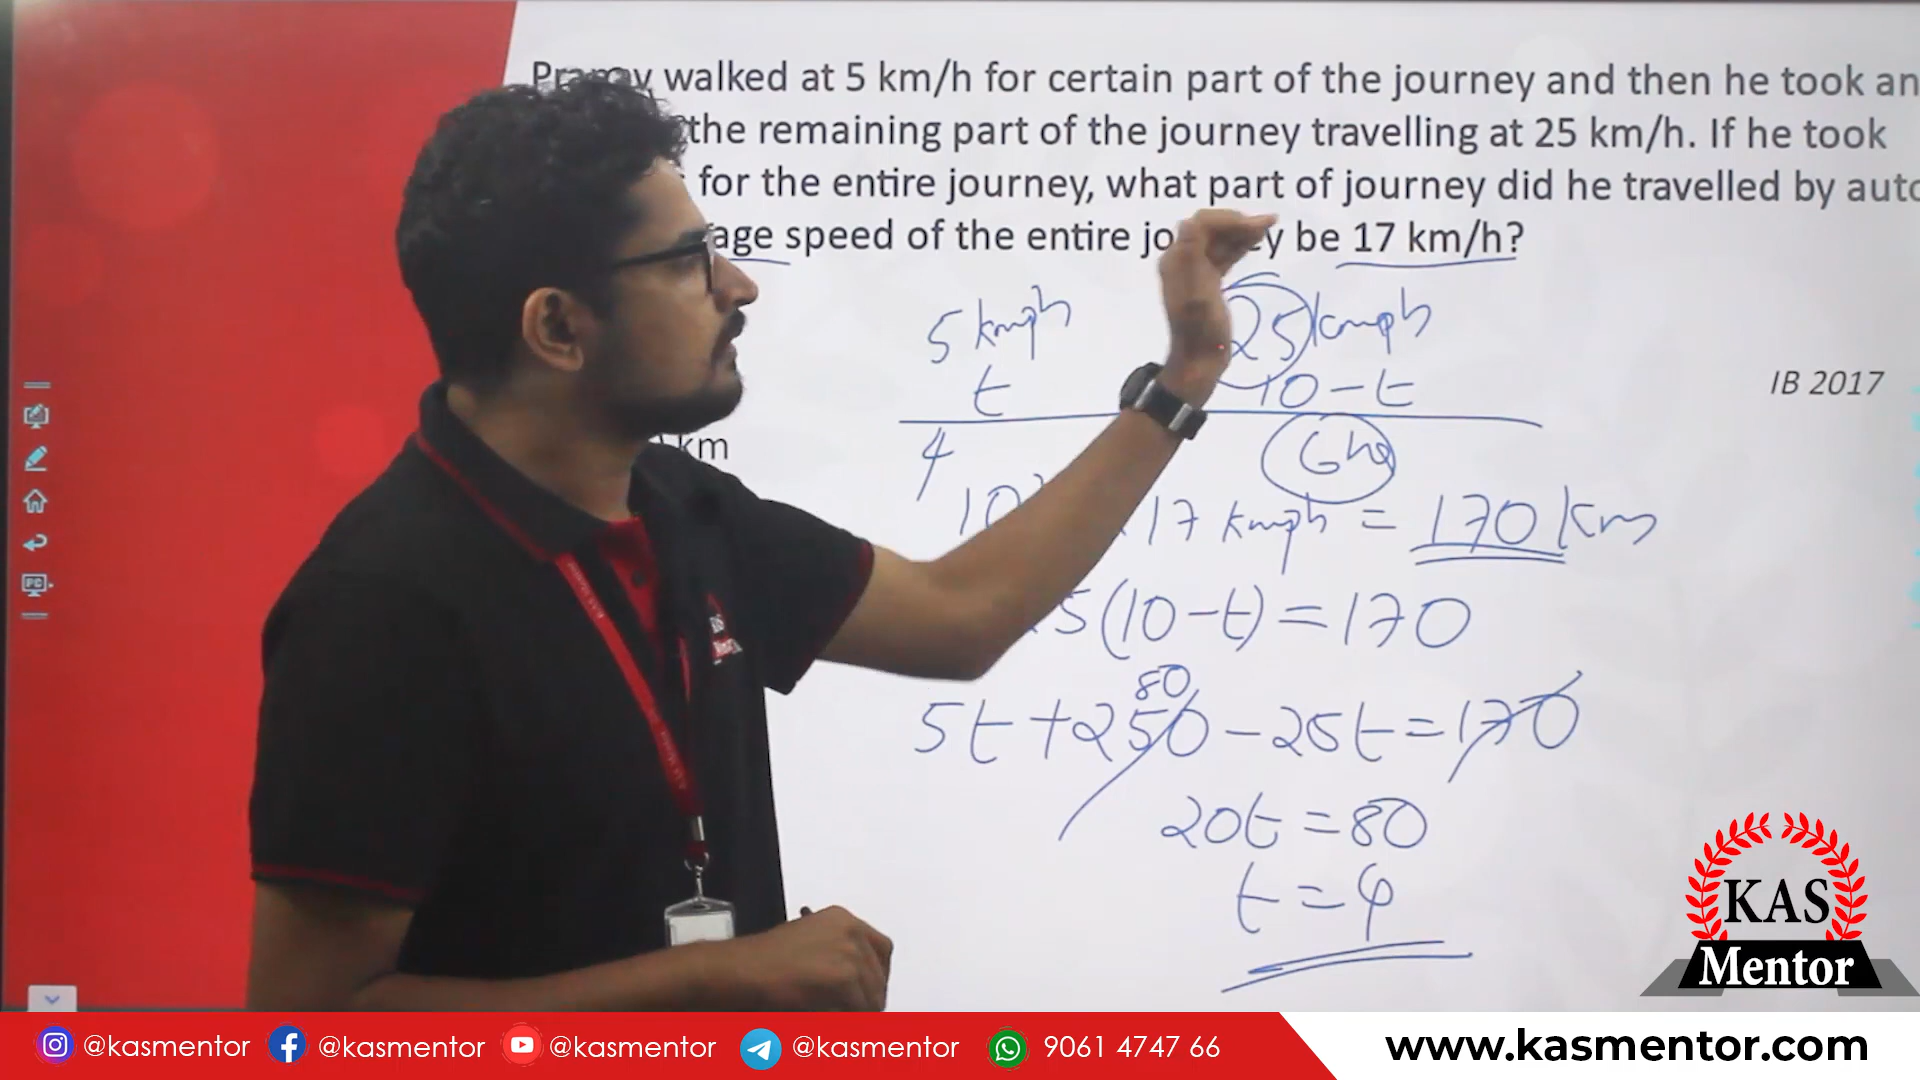 walked at 5 km/h for certain part of the journey and then he took an
the remaining part of the journey travelling at 25 km/h. If he took
for the entire journey, what part of journey did he travelled by auto
speed of the entire be 17 km/h?
5 kmph 25 kmph
t 10-t
IB 2017
4
km
17 kmph = 170 km
(10-t) = 170
80
5t+250-25t=170
20t=80
t=4
KAS
Mentor
@kasmentor @kasmentor @kasmentor @kasmentor 9061 4747 66
www.kasmentor.com